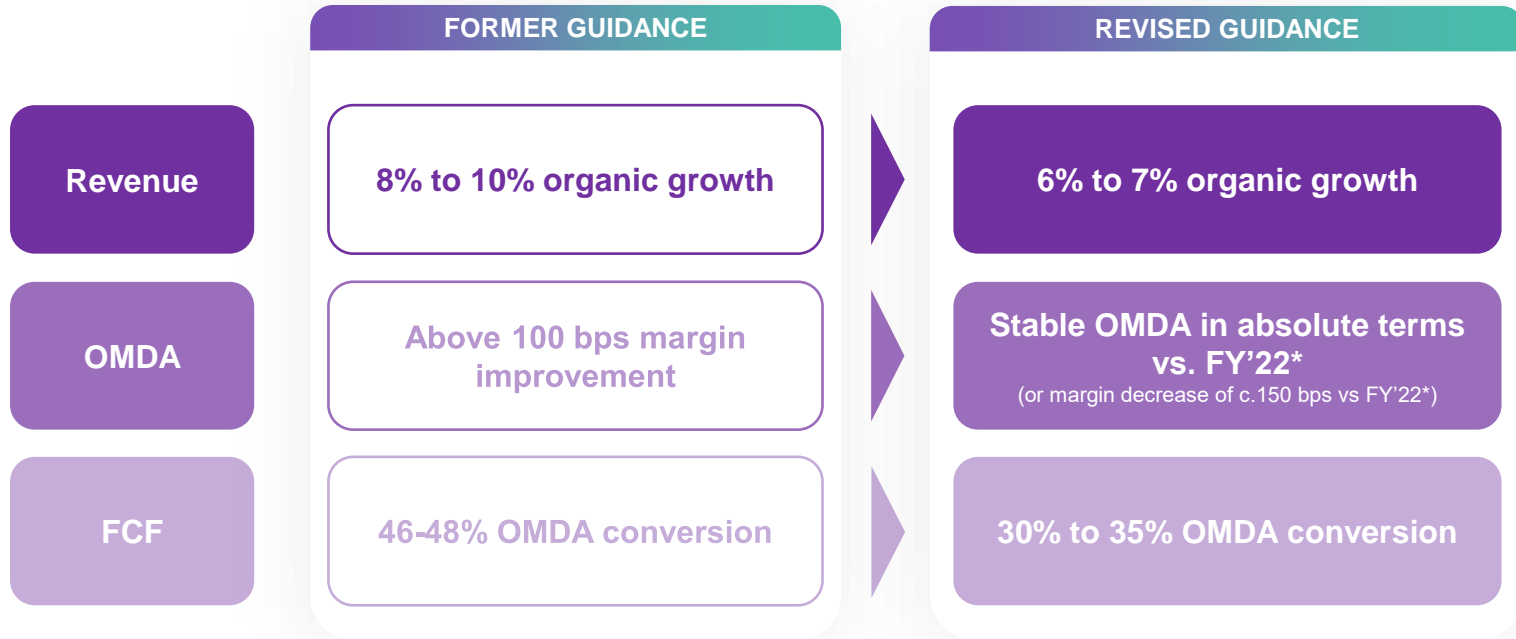 FORMER GUIDANCE
REVISED GUIDANCE
Revenue
8% to 10% organic growth
6% to 7% organic growth
OMDA
Above 100 bps margin
improvement
Stable OMDA in absolute terms
vs. FY’22*
(or margin decrease of c.150 bps vs FY’22*)
FCF
46-48% OMDA conversion
30% to 35% OMDA conversion